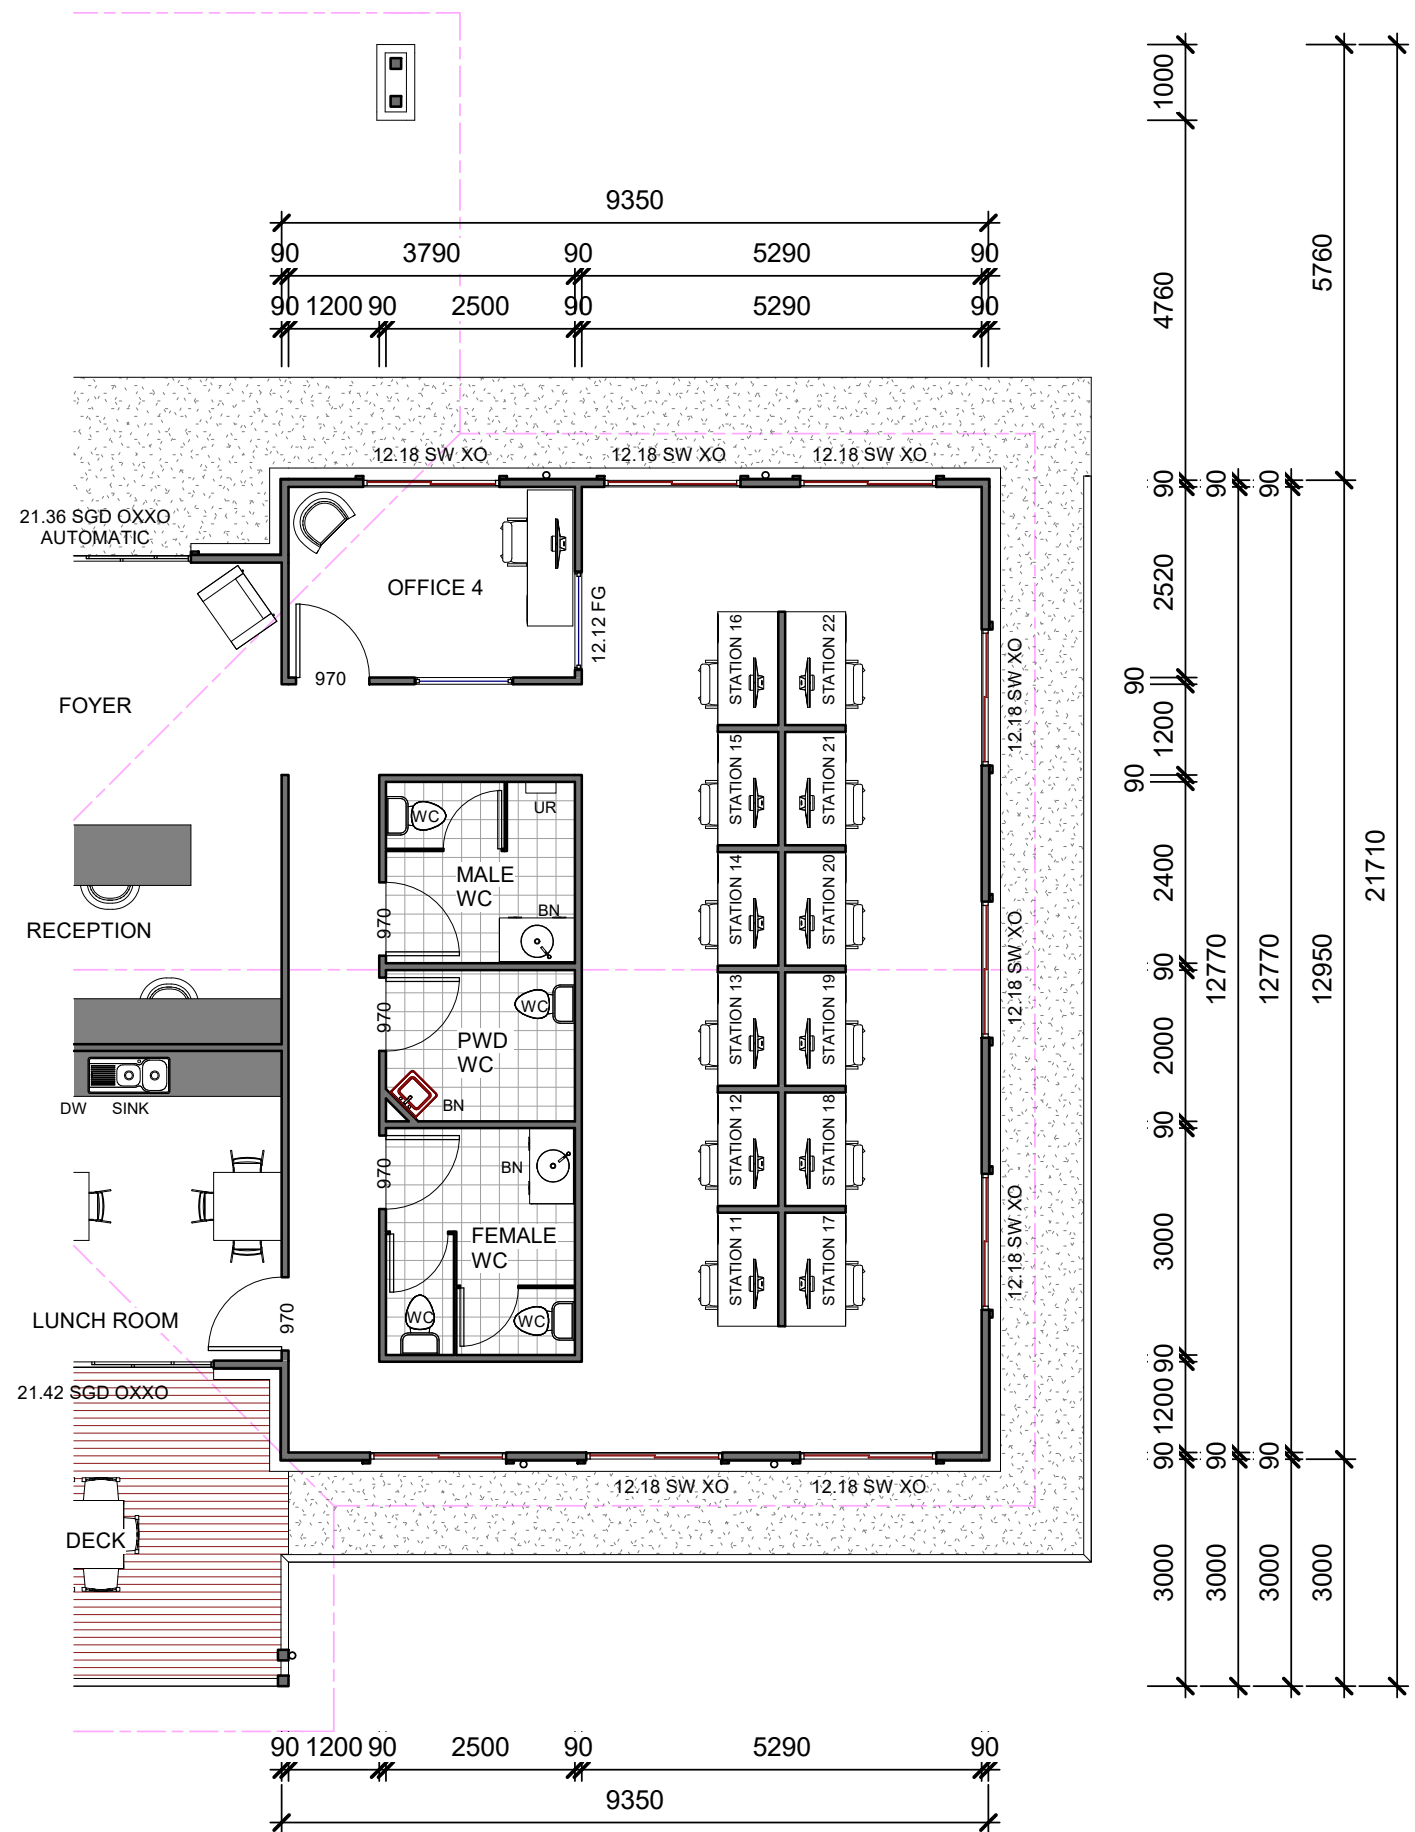 9350
90 3790 90 5290 90
90 1200 90 2500 90 5290 90
1000
4760
5760
12.18 SW XO
12.18 SW XO
12.18 SW XO
21.36 SGD OXXO
AUTOMATIC
OFFICE 4
12.12 FG
970
FOYER
STATION 16
STATION 22
STATION 15
STATION 21
STATION 14
STATION 20
STATION 13
STATION 19
STATION 12
STATION 18
STATION 11
STATION 17
12.18 SW XO
12.18 SW XO
12.18 SW XO
WC
UR
MALE
WC
BN
970
RECEPTION
970
WC
PWD
WC
BN
DW
SINK
970
BN
FEMALE
WC
WC
WC
LUNCH ROOM
970
21.42 SGD OXXO
12.18 SW XO
12.18 SW XO
DECK
90
2520
90
1200
90
2400
90
2000
90
3000
90
1200
90
3000
90
12770
90
3000
90
12770
90
3000
12950
3000
21710
90 1200 90 2500 90 5290 90
9350